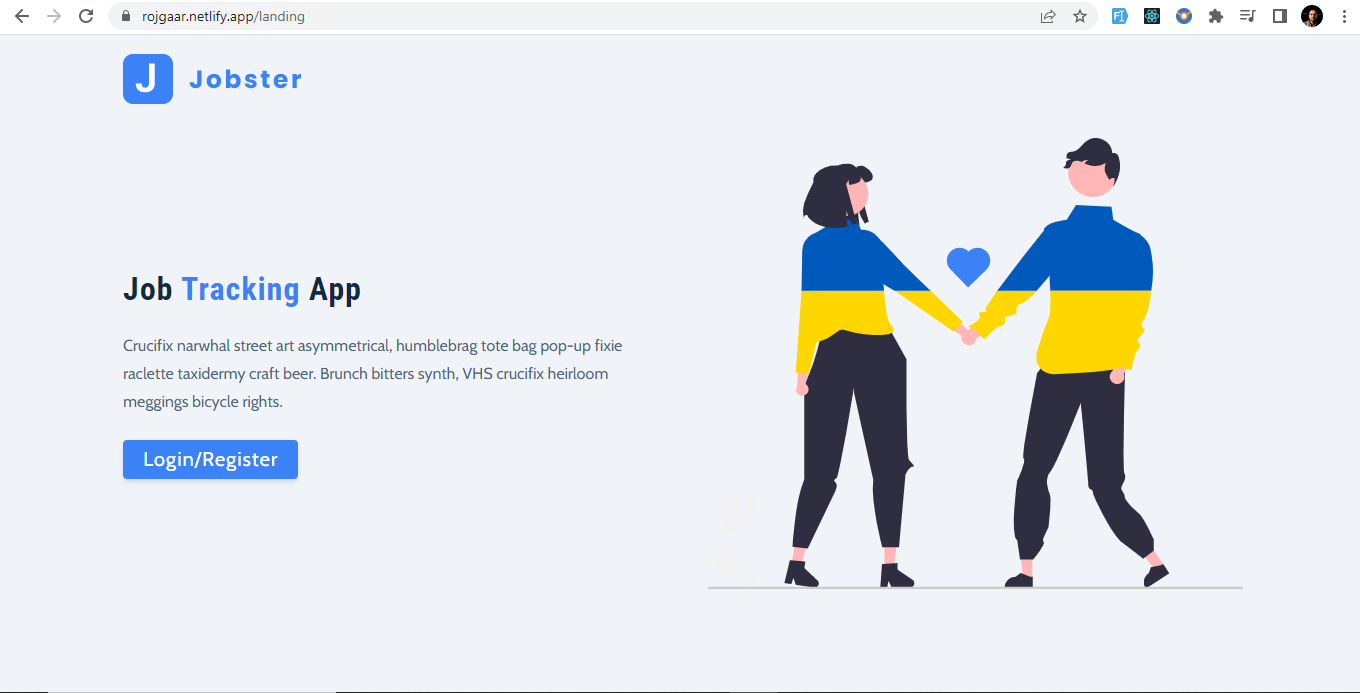 rojgaar.netlify.app/landing
J Jobster
Job Tracking App
Crucifix narwhal street art asymmetrical, humblebrag tote bag pop-up fixie
raclette taxidermy craft beer. Brunch bitters synth, VHS crucifix heirloom
meggings bicycle rights.
Login/Register